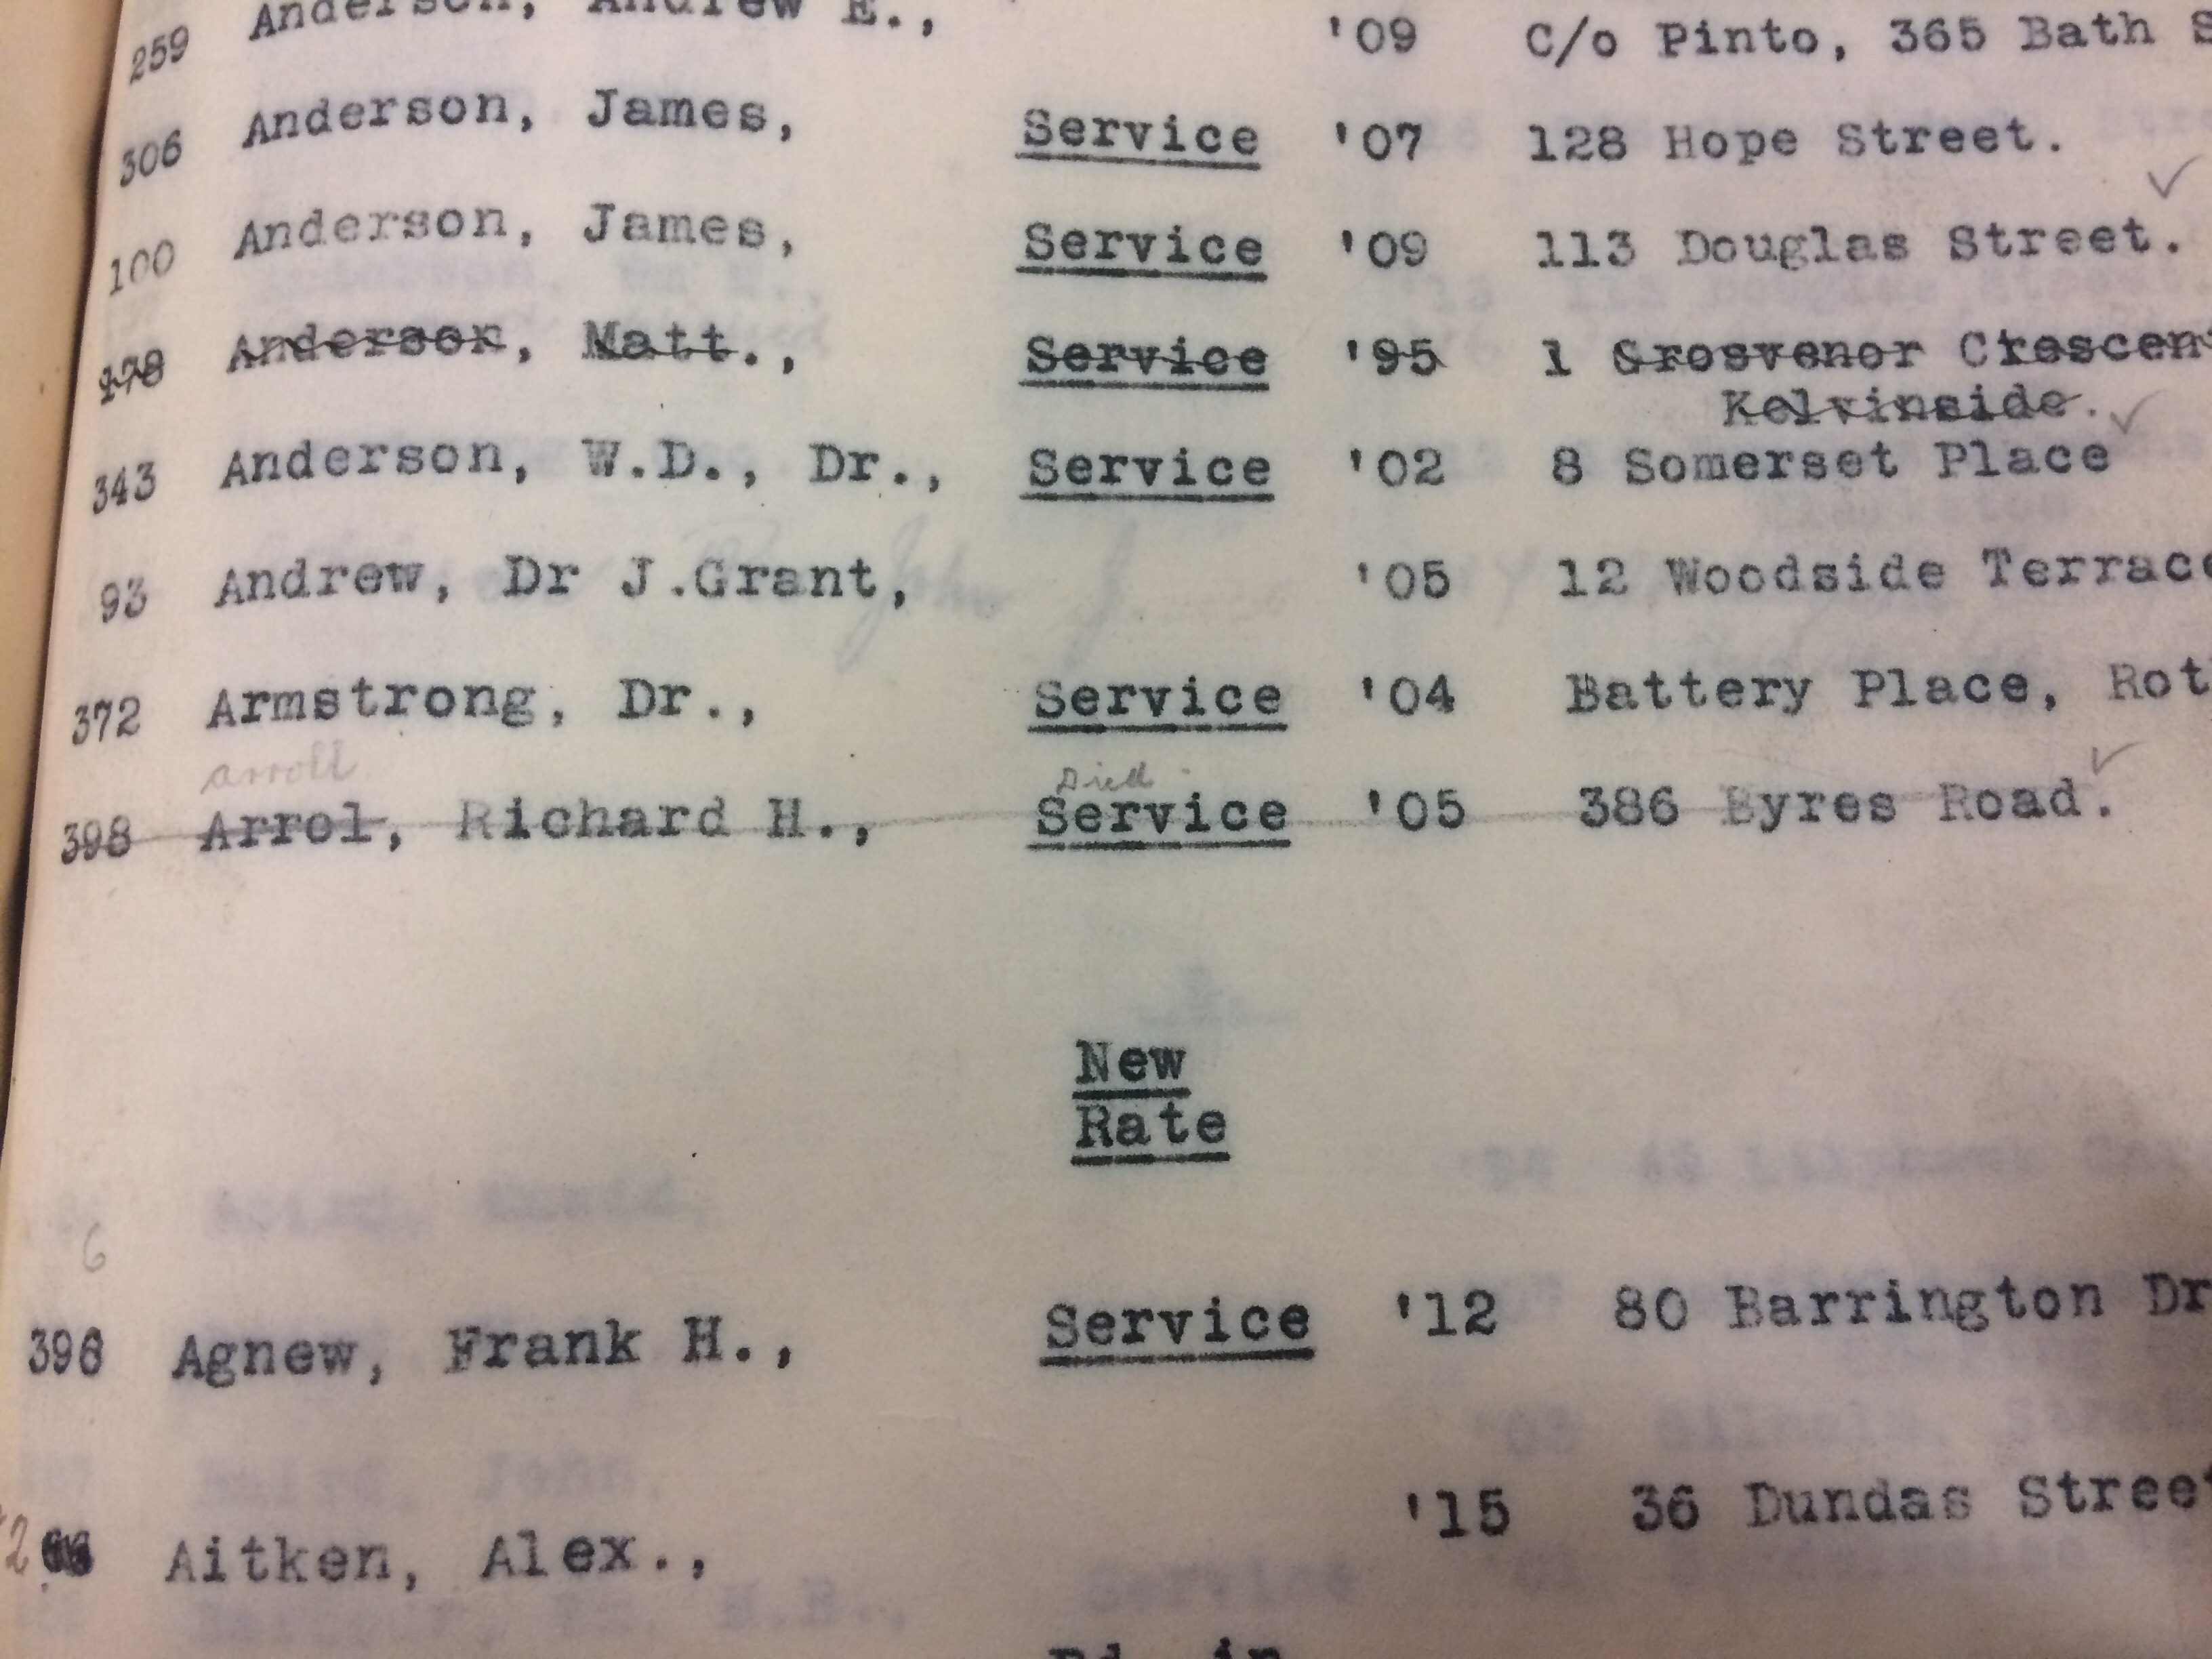 259 Anderson, Andrew E., '09 C/o Pinto, 365 Bath S
306 Anderson, James, Service '07 128 Hope Street.
100 Anderson, James, Service '09 113 Douglas Street.
178 Anderson, Matt., Service '95 1 Grosvenor Crescent
Kelvinside.
343 Anderson, W.D., Dr., Service '02 8 Somerset Place
93 Andrew, Dr J.Grant, '05 12 Woodside Terrace
372 Armstrong, Dr., Service '04 Battery Place, Rot
arroll Died
398 Arrol, Richard H., Service '05 386 Byres Road.
New
Rate
6
396 Agnew, Frank H., Service '12 80 Barrington Dr
Aitken, Alex., '15 36 Dundas Street